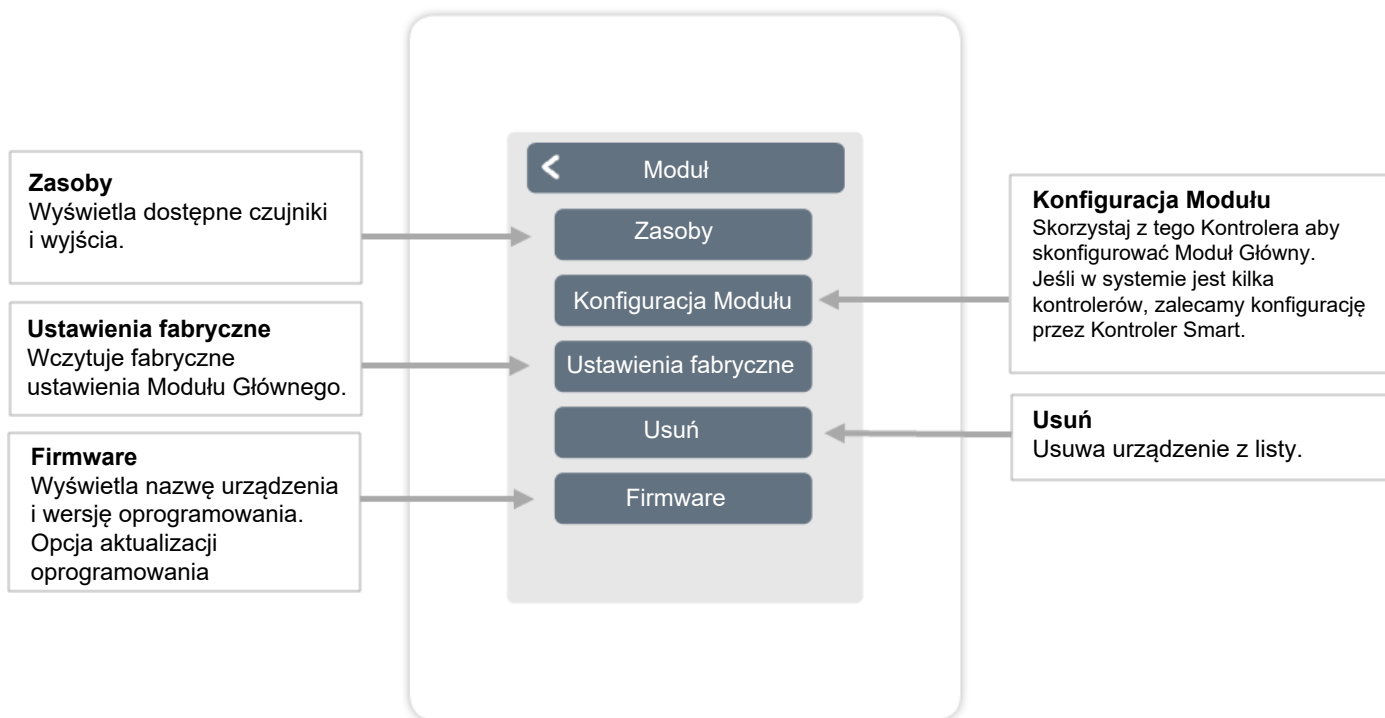 Zasoby
Wyświetla dostępne czujniki
i wyjścia.
Ustawienia fabryczne
Wczytuje fabryczne
ustawienia Modułu Głównego.
Firmware
Wyświetla nazwę urządzenia
i wersję oprogramowania.
Opcja aktualizacji
oprogramowania
Moduł
Zasoby
Konfiguracja Modułu
Ustawienia fabryczne
Usuń
Firmware
Konfiguracja Modułu
Skorzystaj z tego Kontrolera aby
skonfigurować Moduł Główny.
Jeśli w systemie jest kilka
kontrolerów, zalecamy konfigurację
przez Kontroler Smart.
Usuń
Usuwa urządzenie z listy.